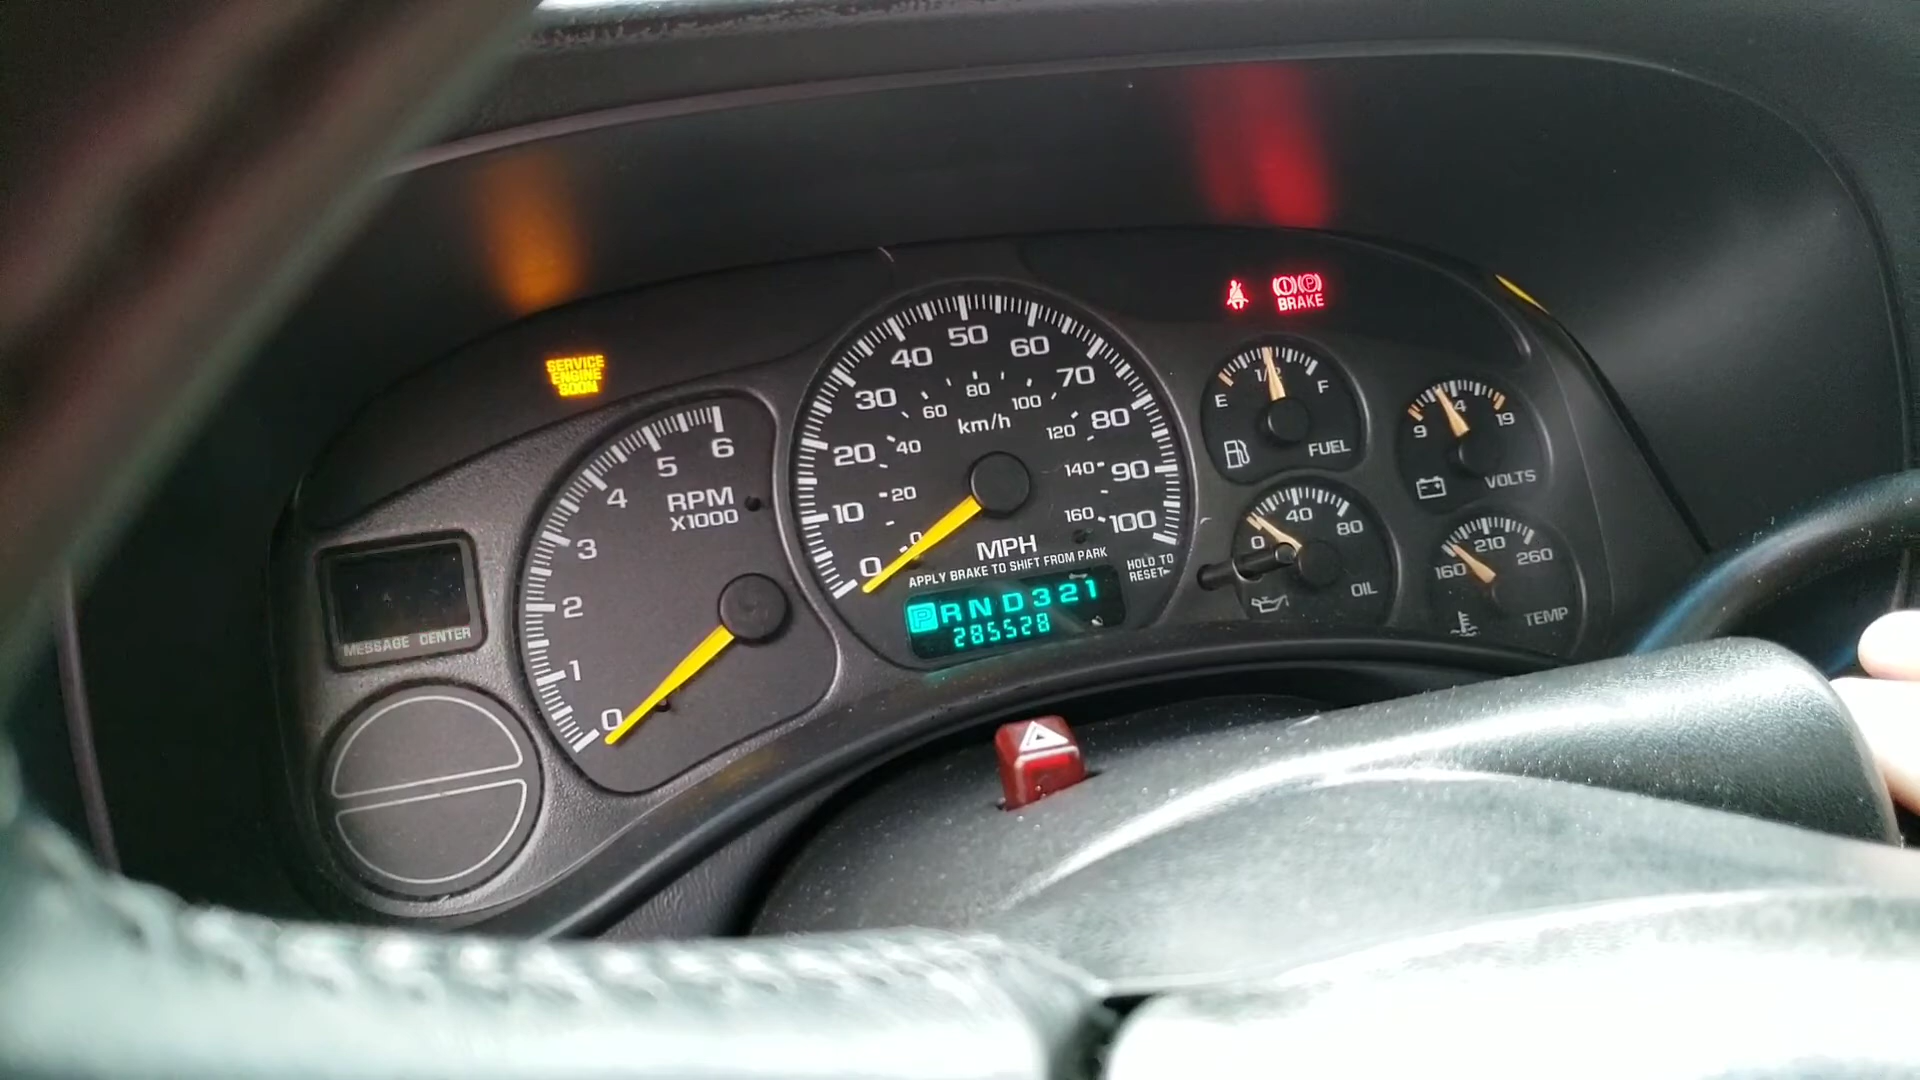 SERVICE
ENGINE
SOON
BRAKE
0
1
2
3
4
5
6
RPM
X1000
0
10
20
30
40
50
60
70
80
90
100
0
20
40
60
80
100
120
140
160
km/h
MPH
APPLY BRAKE TO SHIFT FROM PARK
HOLD TO
RESET
PRND321
285528
MESSAGE CENTER
E
1/2
F
FUEL
9
19
VOLTS
0
40
80
OIL
160
210
260
TEMP